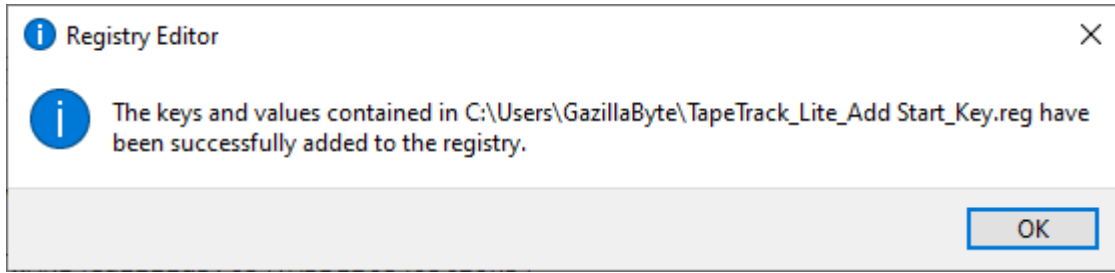 Registry Editor
The keys and values contained in C:\Users\GazillaByte\TapeTrack_Lite_Add Start_Key.reg have
been successfully added to the registry.
OK